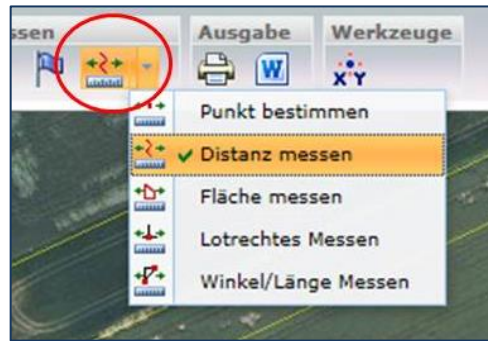 ssen Ausgabe Werkzeuge
W X Y
Punkt bestimmen
Distanz messen
Fläche messen
Lotrechtes Messen
Winkel/Länge Messen